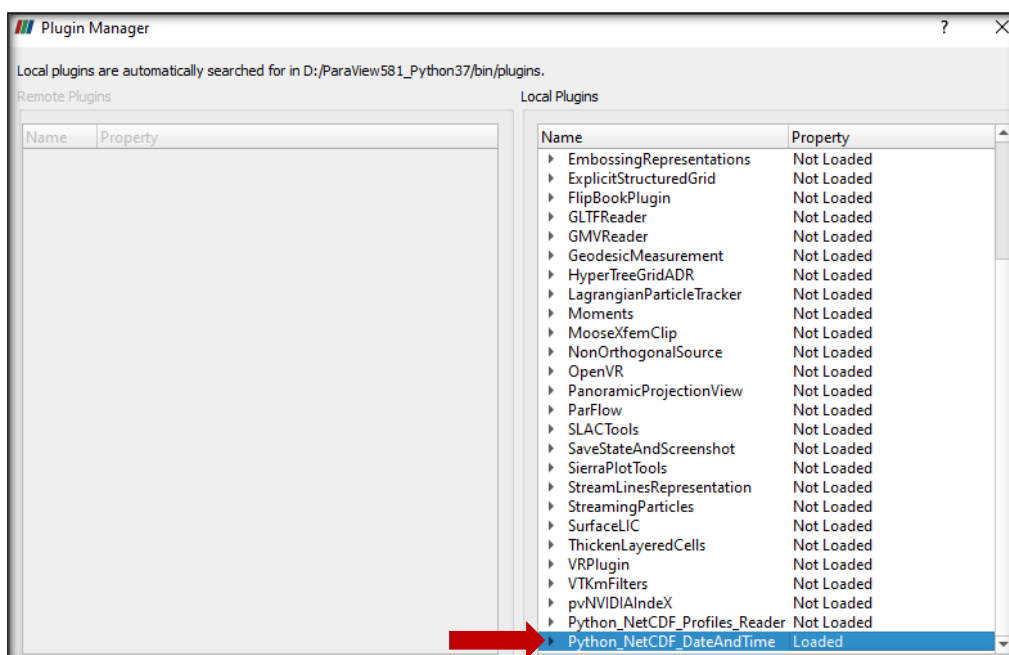 Plugin Manager
?
Local plugins are automatically searched for in D:/ParaView581_Python37/bin/plugins.
Remote Plugins
Name Property
Local Plugins
Name Property
EmbossingRepresentations Not Loaded
ExplicitStructuredGrid Not Loaded
FlipBookPlugin Not Loaded
GLTFReader Not Loaded
GMVReader Not Loaded
GeodesicMeasurement Not Loaded
HyperTreeGridADR Not Loaded
LagrangianParticleTracker Not Loaded
Moments Not Loaded
MooseXfemClip Not Loaded
NonOrthogonalSource Not Loaded
OpenVR Not Loaded
PanoramicProjectionView Not Loaded
ParFlow Not Loaded
SLACTools Not Loaded
SaveStateAndScreenshot Not Loaded
SierraPlotTools Not Loaded
StreamLinesRepresentation Not Loaded
StreamingParticles Not Loaded
SurfaceLIC Not Loaded
ThickenLayeredCells Not Loaded
VRPlugin Not Loaded
VTKmFilters Not Loaded
pvNVIDIAIndeX Not Loaded
Python_NetCDF_Profiles_Reader Not Loaded
Python_NetCDF_DateAndTime Loaded